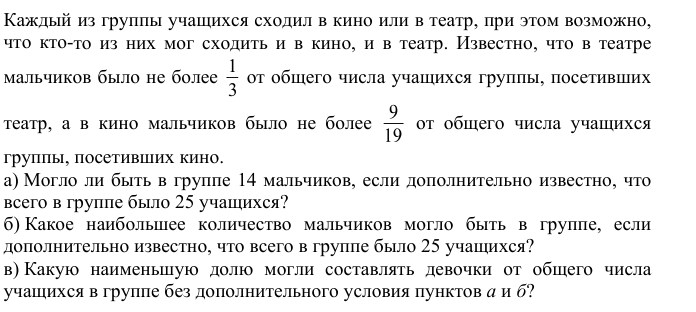 Каждый из группы учащихся сходил в кино или в театр, при этом возможно,
что кто-то из них мог сходить и в кино, и в театр. Известно, что в театре
мальчиков было не более 1/3 от общего числа учащихся группы, посетивших
театр, а в кино мальчиков было не более 9/19 от общего числа учащихся
группы, посетивших кино.
а) Могло ли быть в группе 14 мальчиков, если дополнительно известно, что
всего в группе было 25 учащихся?
б) Какое наибольшее количество мальчиков могло быть в группе, если
дополнительно известно, что всего в группе было 25 учащихся?
в) Какую наименьшую долю могли составлять девочки от общего числа
учащихся в группе без дополнительного условия пунктов а и б?